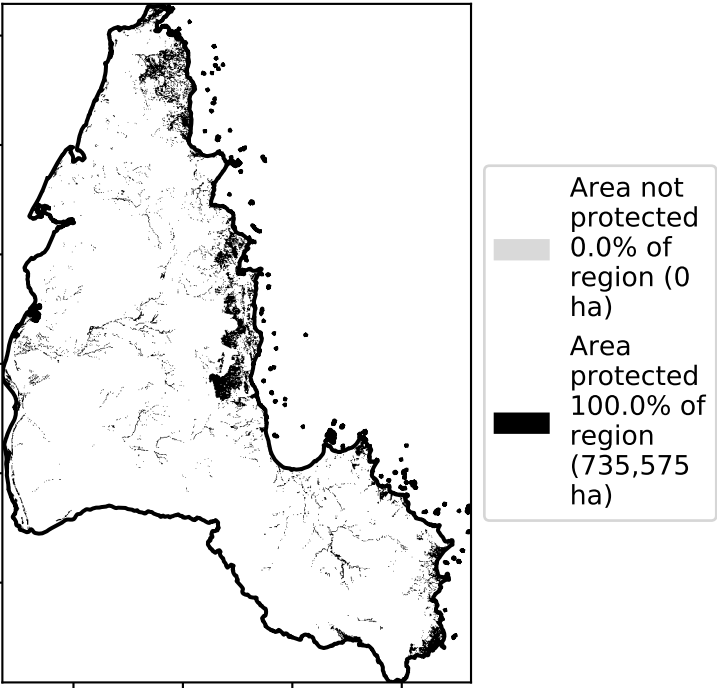 Area not
protected
0.0% of
region (0
ha)
Area
protected
100.0% of
region
(735,575
ha)